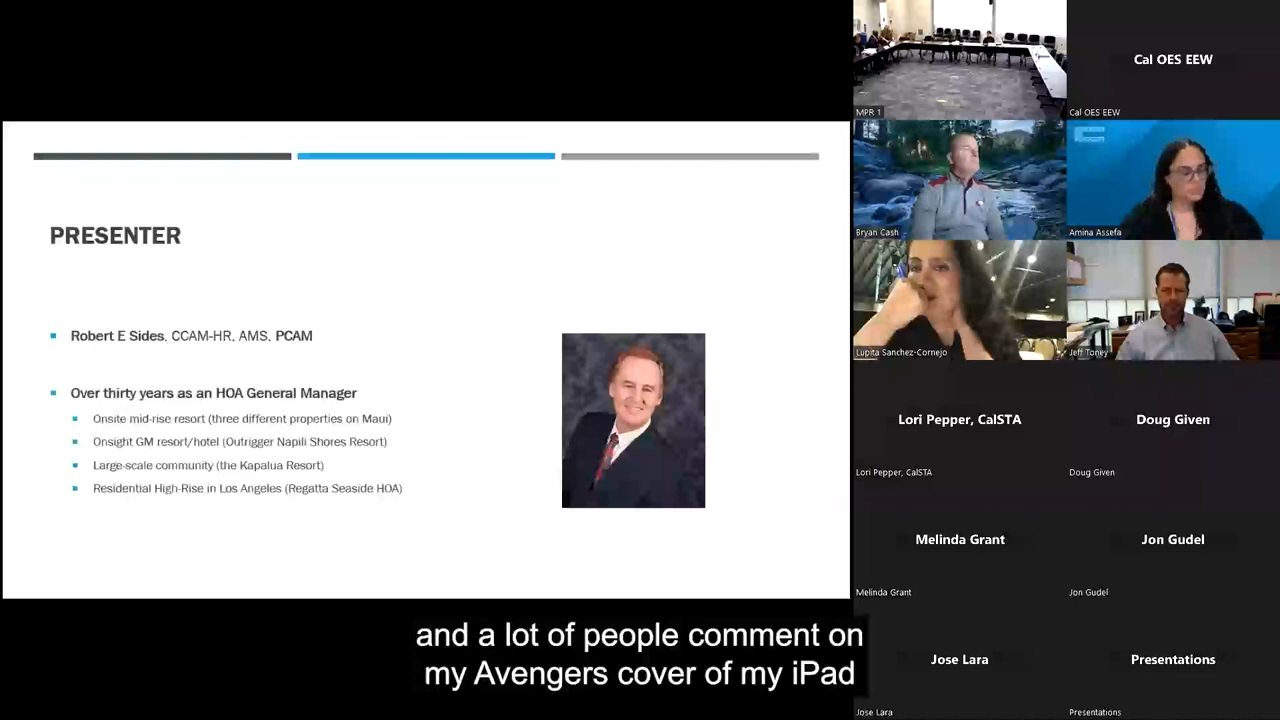 PRESENTER
Robert E Sides, CCAM-HR, AMS, PCAM
Over thirty years as an HOA General Manager
Onsite mid-rise resort (three different properties on Maui)
Onsight GM resort/hotel (Outrigger Napili Shores Resort)
Large-scale community (the Kapalua Resort)
Residential High-Rise in Los Angeles (Regatta Seaside HOA)
and a lot of people comment on
my Avengers cover of my iPad
MPR 1
Cal OES EEW
Cal OES EEW
Bryan Cash
Amina Assefa
Lupita Sanchez-Cornejo
Jeff Toney
Lori Pepper, CalSTA
Lori Pepper, CalSTA
Doug Given
Doug Given
Melinda Grant
Melinda Grant
Jon Gudel
Jon Gudel
Jose Lara
Jose Lara
Presentations
Presentations